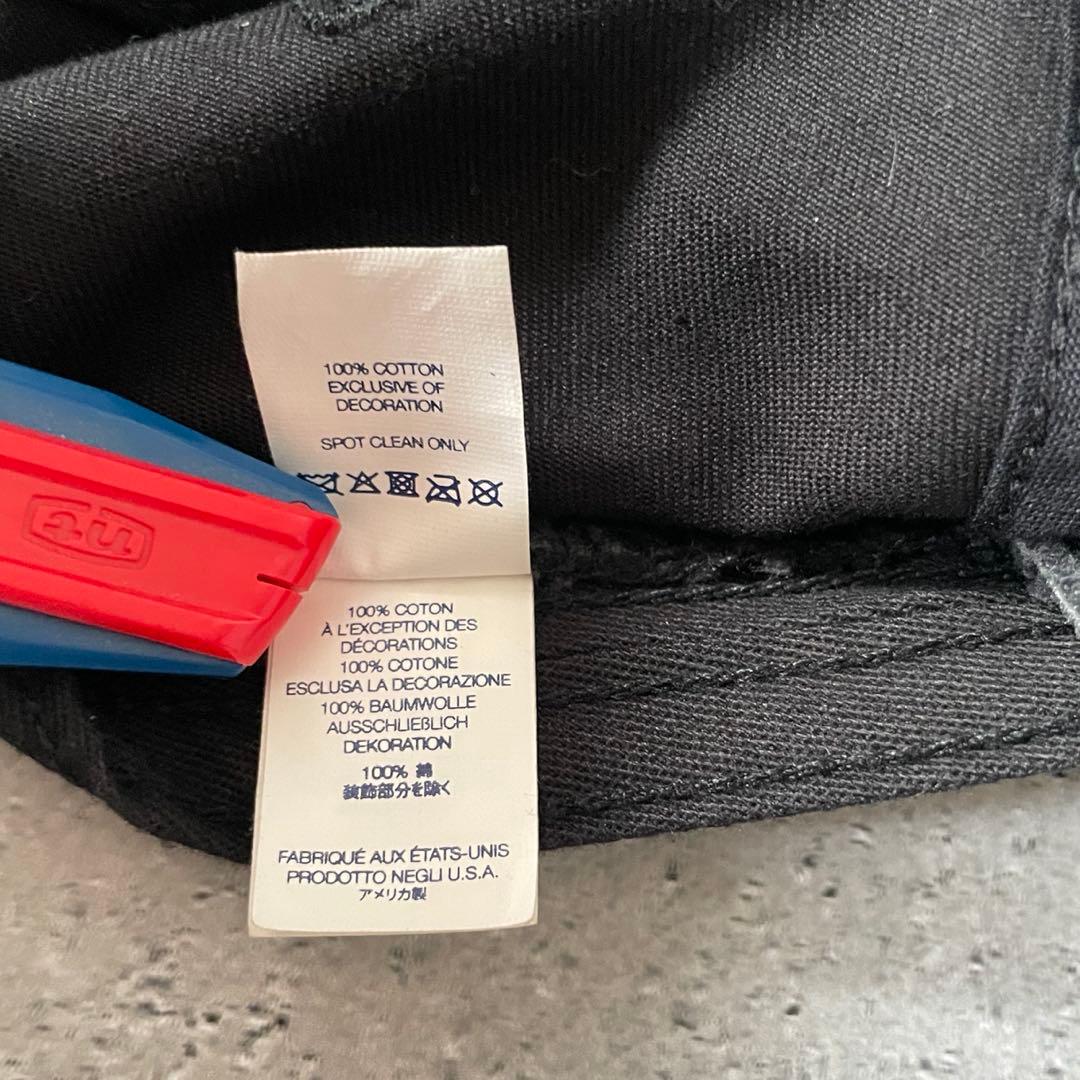 100% COTTON
EXCLUSIVE OF
DECORATION
SPOT CLEAN ONLY
100% COTON
À L'EXCEPTION DES
DÉCORATIONS
100% COTONE
ESCLUSA LA DECORAZIONE
100% BAUMWOLLE
AUSSCHLIEßLICH
DEKORATION
100% 綿
装飾部分を除く
FABRIQUÉ AUX ÉTATS-UNIS
PRODOTTO NEGLI U.S.A.
アメリカ製